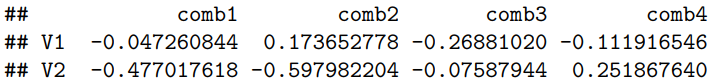 ##           comb1        comb2       comb3        comb4
## V1 -0.047260844  0.173652778 -0.26881020 -0.111916546
## V2 -0.477017618 -0.597982204 -0.07587944  0.251867640